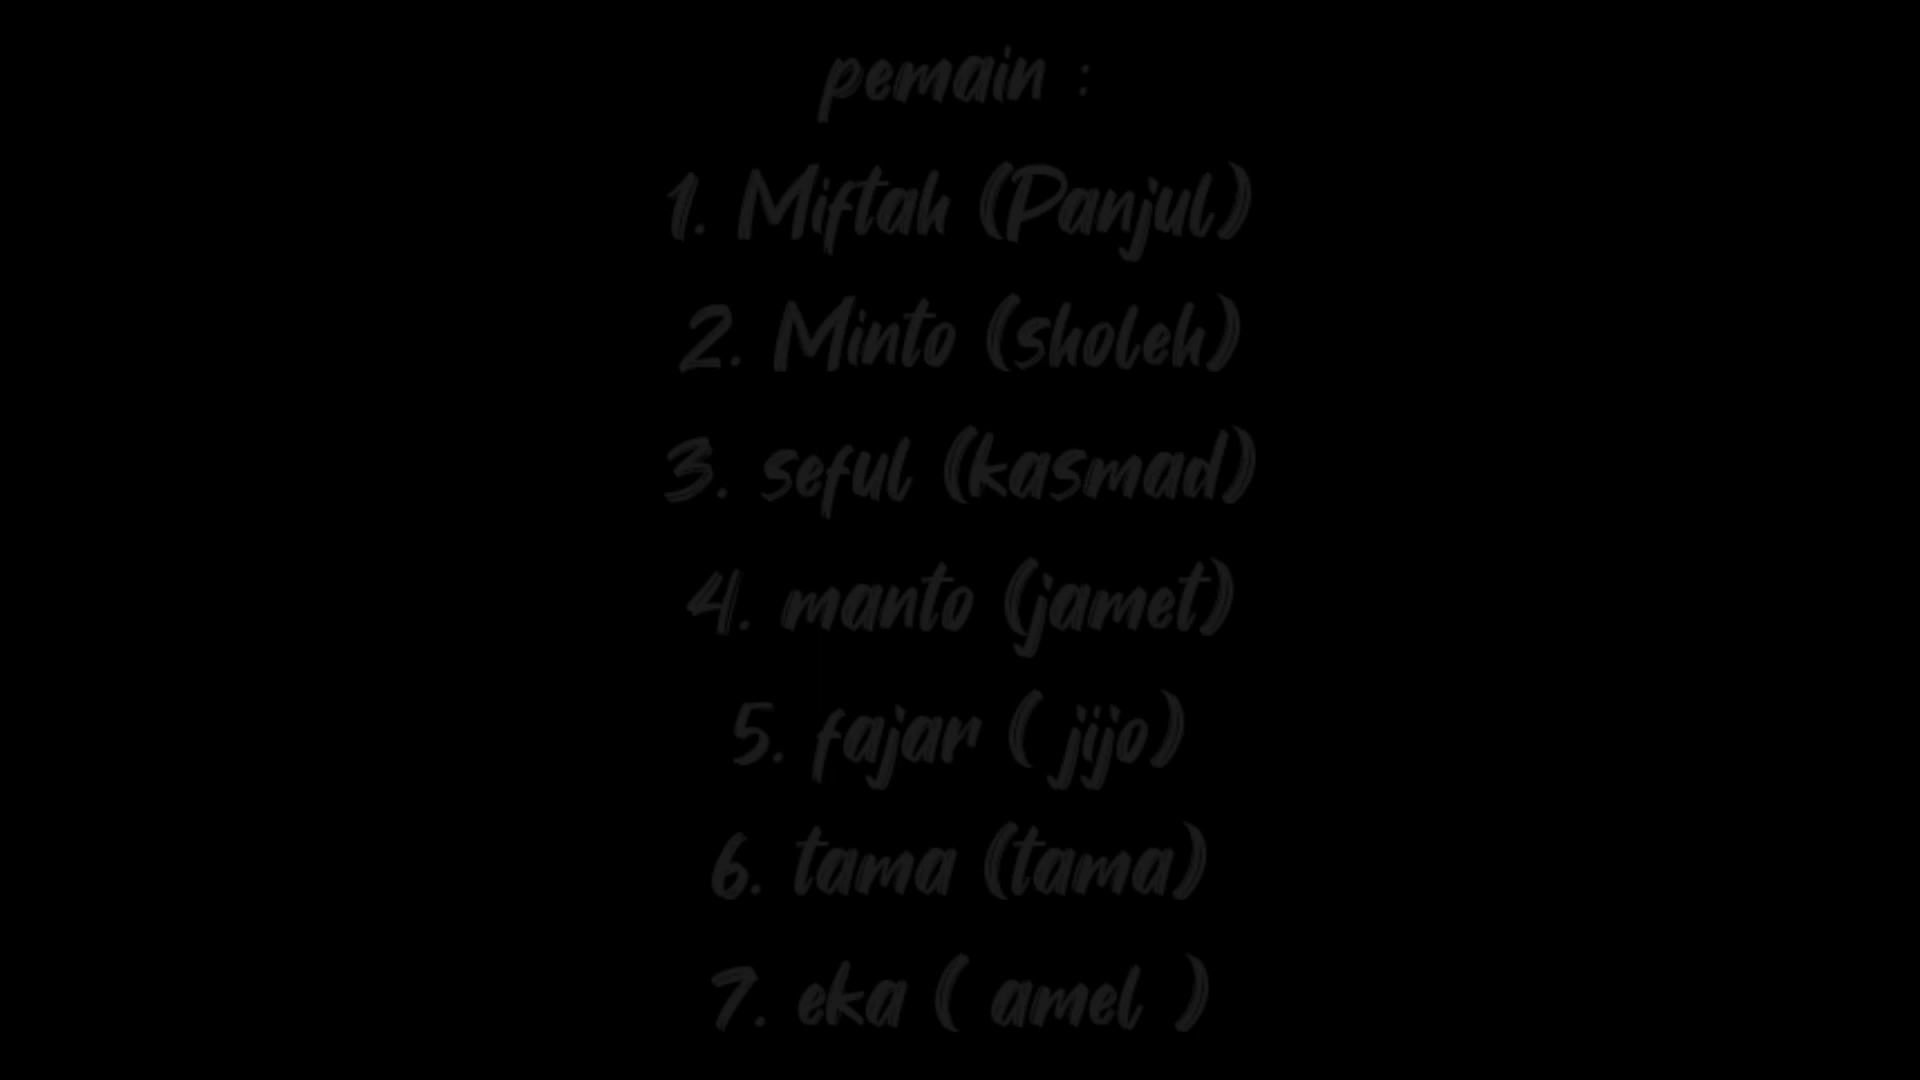 pemain :
1. Miftah (Panjul)
2. Minto (sholeh)
3. seful (kasmad)
4. manto (jamet)
5. fajar ( jijo)
6. tama (tama)
7. eka ( amel )